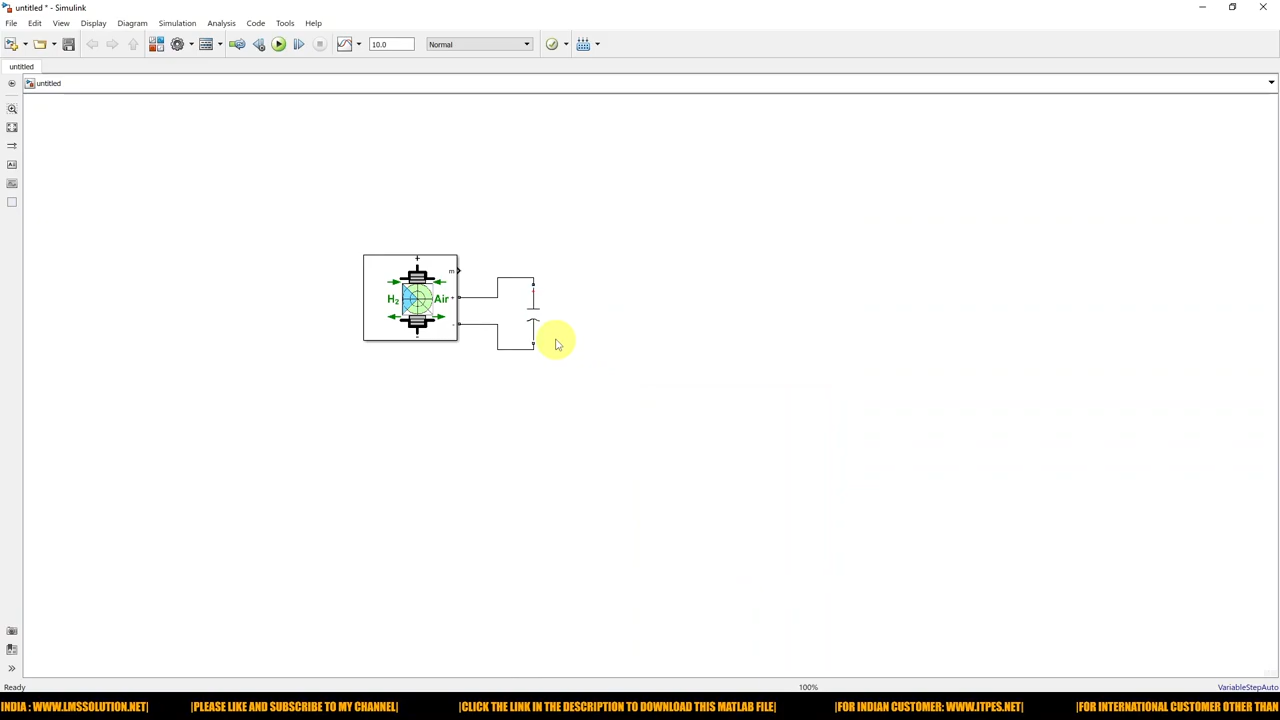 untitled * - Simulink
File Edit View Display Diagram Simulation Analysis Code Tools Help
10.0 Normal
untitled
untitled
+
m
H2 Air +
-
-
Ready 100% VariableStepAuto
INDIA : WWW.LMSSOLUTION.NET| |PLEASE LIKE AND SUBSCRIBE TO MY CHANNEL| |CLICK THE LINK IN THE DESCRIPTION TO DOWNLOAD THIS MATLAB FILE| |FOR INDIAN CUSTOMER: WWW.ITPES.NET| |FOR INTERNATIONAL CUSTOMER OTHER THAN